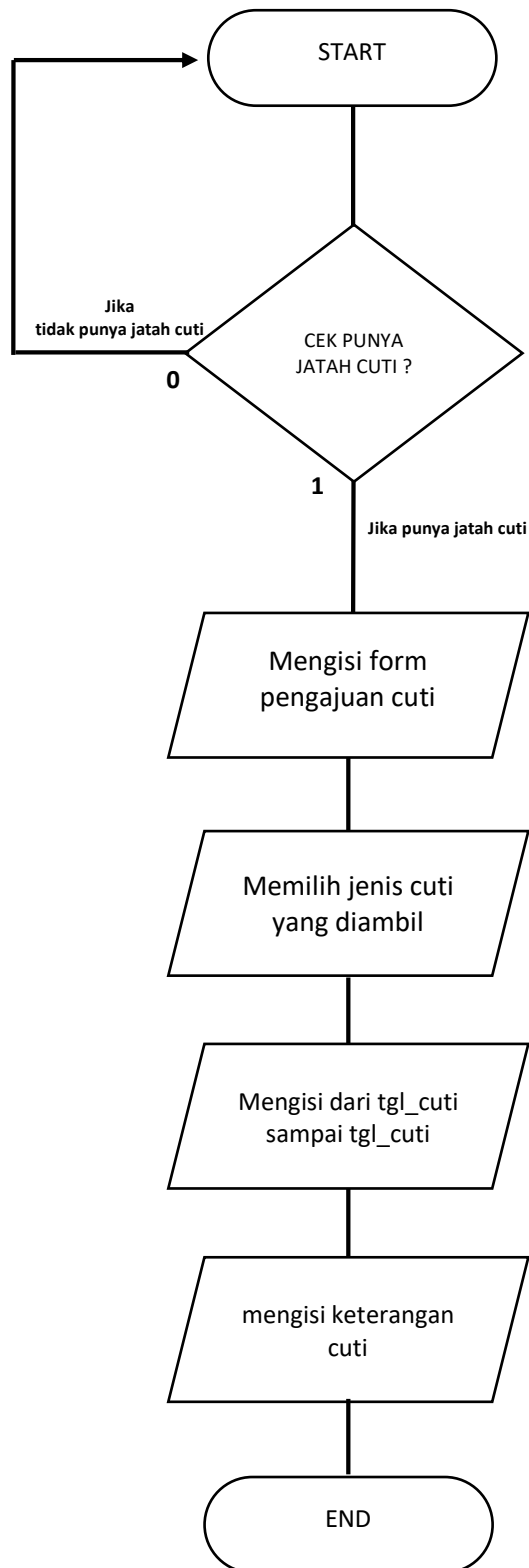 START
Jika
tidak punya jatah cuti
CEK PUNYA
JATAH CUTI ?
0
1
Jika punya jatah cuti
Mengisi form
pengajuan cuti
Memilih jenis cuti
yang diambil
Mengisi dari tgl_cuti
sampai tgl_cuti
mengisi keterangan
cuti
END